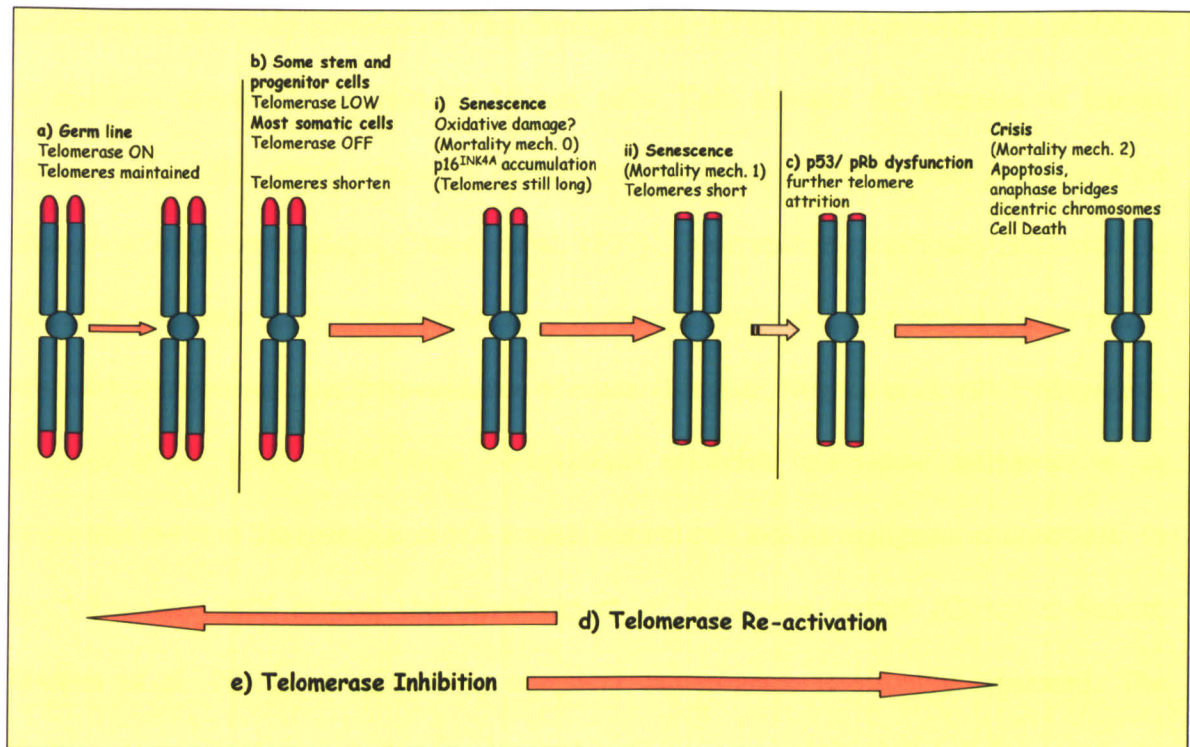 a) Germ line
Telomerase ON
Telomeres maintained
b) Some stem and
progenitor cells
Telomerase LOW
Most somatic cells
Telomerase OFF
Telomeres shorten
i) Senescence
Oxidative damage?
(Mortality mech. 0)
p16INK4A accumulation
(Telomeres still long)
ii) Senescence
(Mortality mech. 1)
Telomeres short
c) p53/ pRb dysfunction
further telomere
attrition
Crisis
(Mortality mech. 2)
Apoptosis,
anaphase bridges
dicentric chromosomes
Cell Death
d) Telomerase Re-activation
e) Telomerase Inhibition